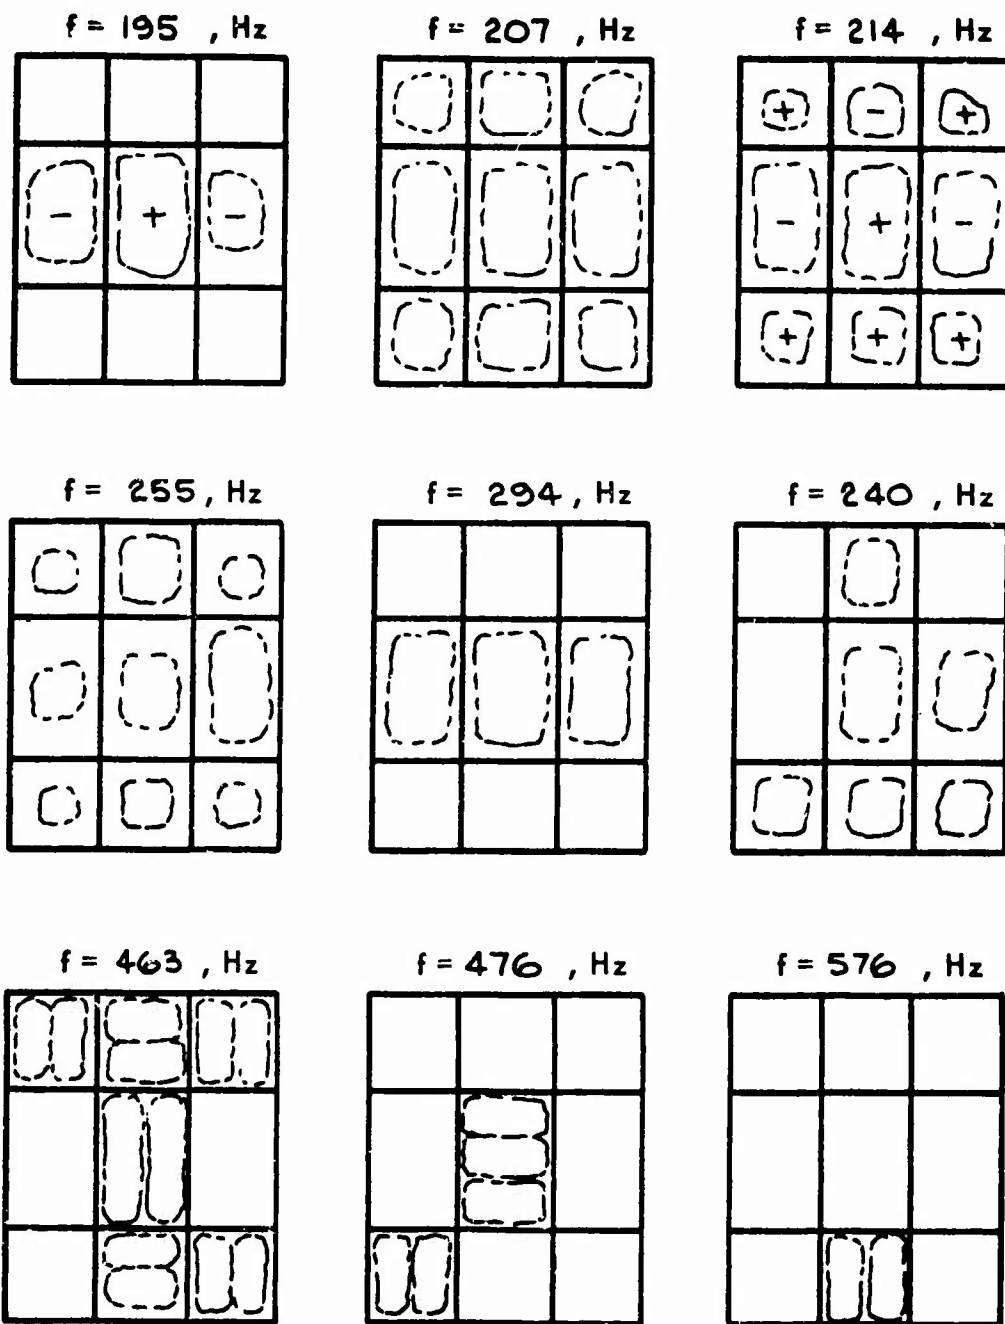 f = 195 , Hz
f = 207 , Hz
f = 214 , Hz
+ - +
- + -
- + -
+ + +
f = 255 , Hz
f = 294 , Hz
f = 240 , Hz
f = 463 , Hz
f = 476 , Hz
f = 576 , Hz